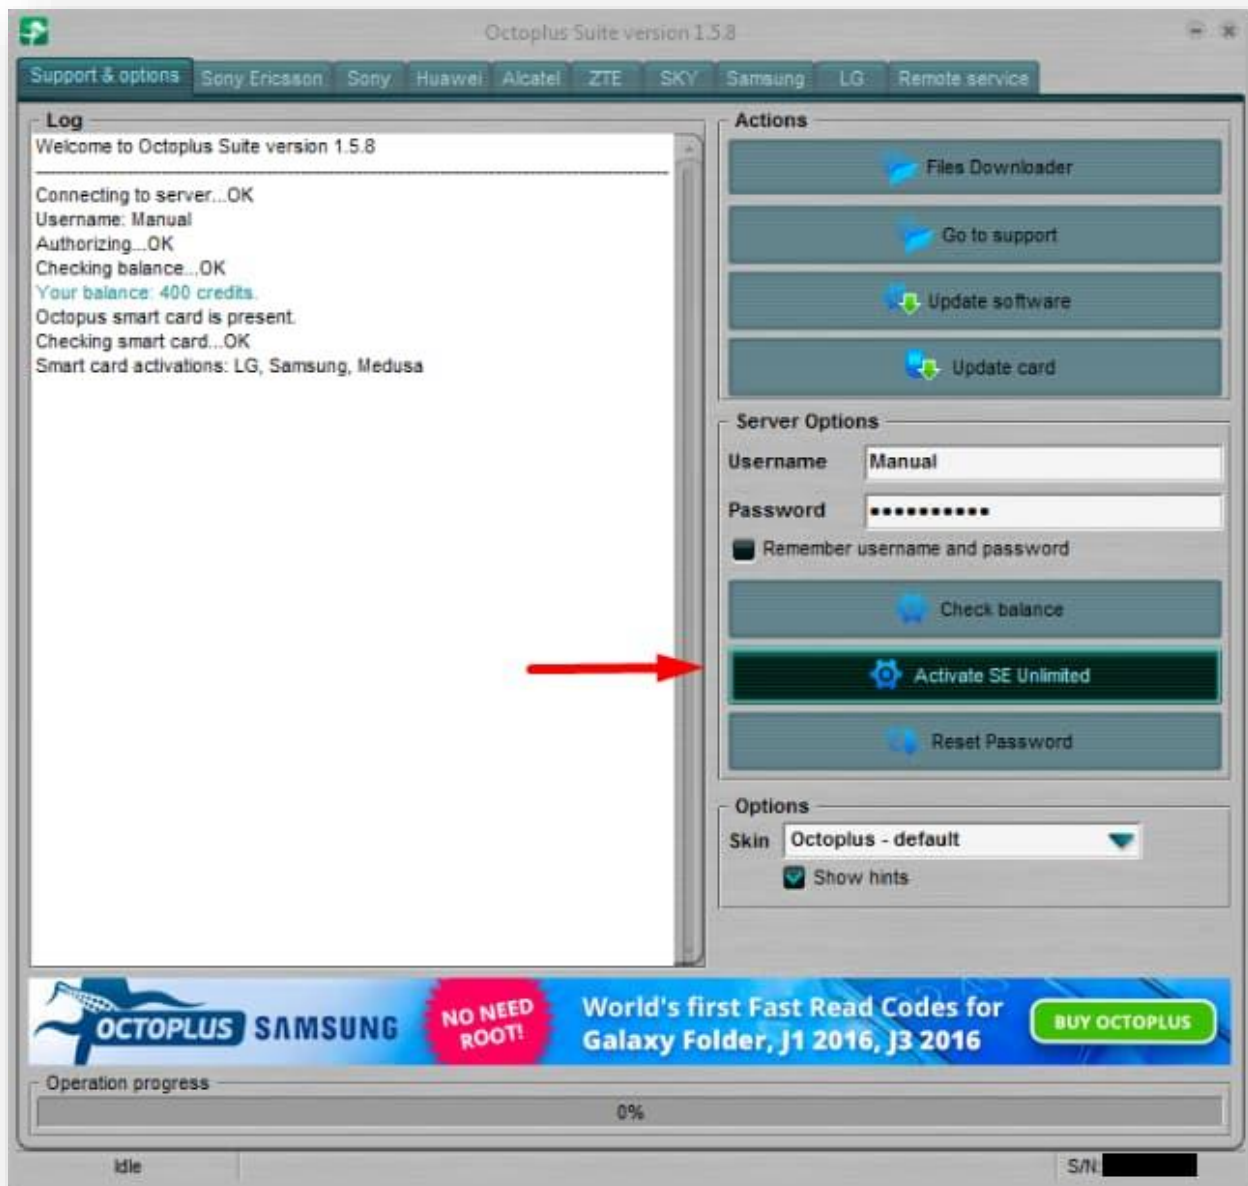 Octoplus Suite version 1.5.8
Support & options Sony Ericsson Sony Huawei Alcatel ZTE SKY Samsung LG Remote service
Log
Welcome to Octoplus Suite version 1.5.8
Connecting to server...OK
Username: Manual
Authorizing...OK
Checking balance...OK
Your balance: 400 credits.
Octopus smart card is present.
Checking smart card...OK
Smart card activations: LG, Samsung, Medusa
Actions
Files Downloader
Go to support
Update software
Update card
Server Options
Username Manual
Password ••••••••••
Remember username and password
Check balance
Activate SE Unlimited
Reset Password
Options
Skin Octoplus - default
Show hints
OCTOPLUS SAMSUNG
NO NEED
ROOT!
World's first Fast Read Codes for
Galaxy Folder, J1 2016, J3 2016
BUY OCTOPLUS
Operation progress
0%
Idle
S/N: